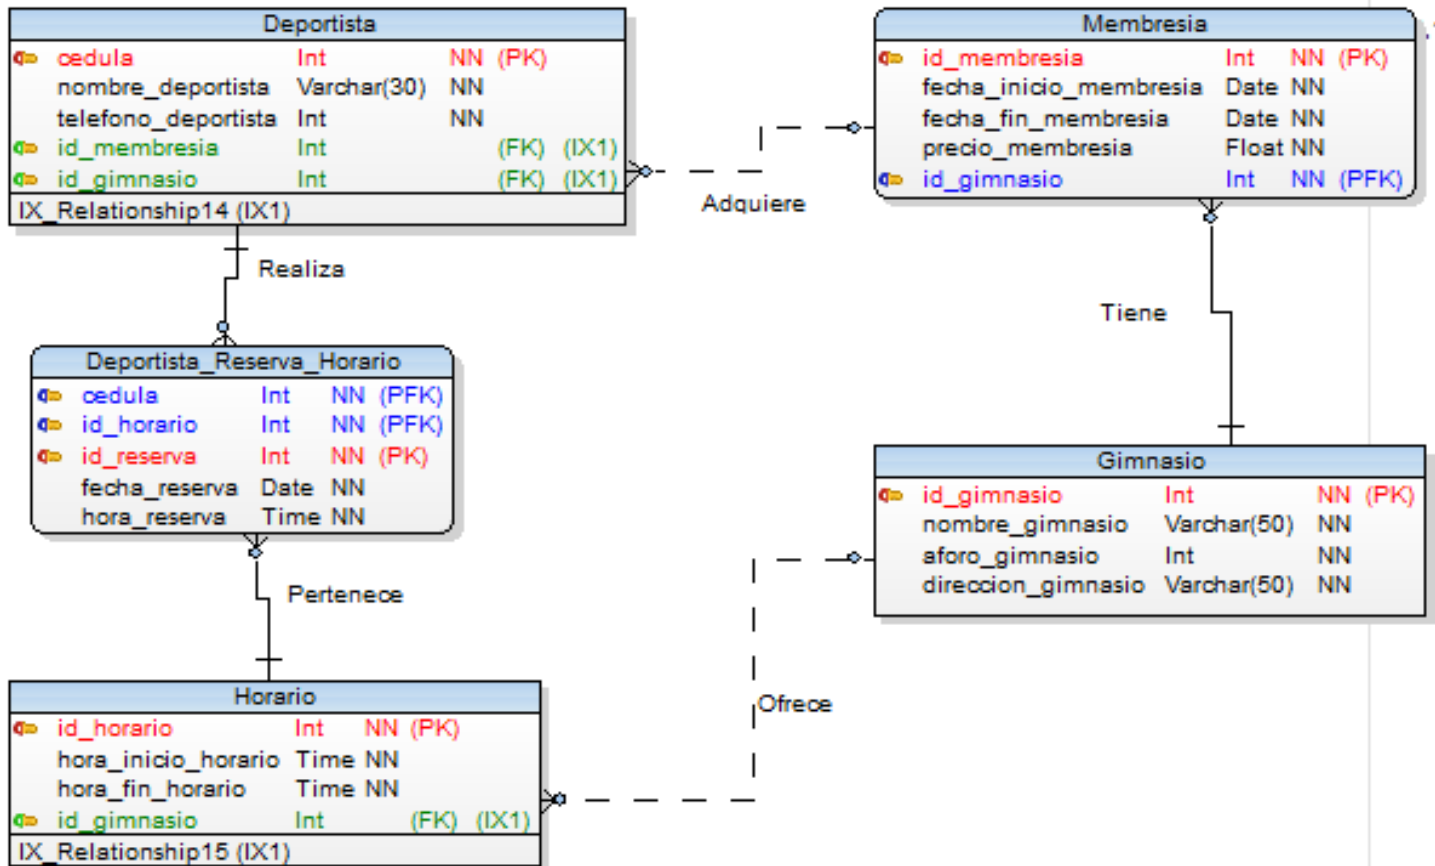 Deportista
cedula Int NN (PK)
nombre_deportista Varchar(30) NN
telefono_deportista Int NN
id_membresia Int (FK) (IX1)
id_gimnasio Int (FK) (IX1)
IX_Relationship14 (IX1)
Adquiere
Membresia
id_membresia Int NN (PK)
fecha_inicio_membresia Date NN
fecha_fin_membresia Date NN
precio_membresia Float NN
id_gimnasio Int NN (PFK)
Realiza
Tiene
Deportista_Reserva_Horario
cedula Int NN (PFK)
id_horario Int NN (PFK)
id_reserva Int NN (PK)
fecha_reserva Date NN
hora_reserva Time NN
Gimnasio
id_gimnasio Int NN (PK)
nombre_gimnasio Varchar(50) NN
aforo_gimnasio Int NN
direccion_gimnasio Varchar(50) NN
Pertenece
Ofrece
Horario
id_horario Int NN (PK)
hora_inicio_horario Time NN
hora_fin_horario Time NN
id_gimnasio Int (FK) (IX1)
IX_Relationship15 (IX1)